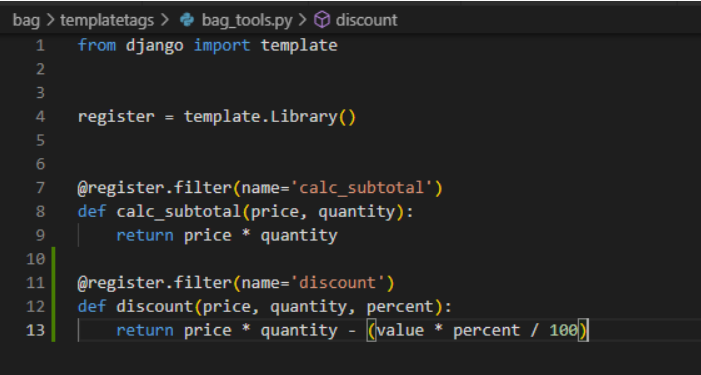 bag > templatetags > bag_tools.py > discount
1 from django import template
2
3
4 register = template.Library()
5
6
7 @register.filter(name='calc_subtotal')
8 def calc_subtotal(price, quantity):
9     return price * quantity
10
11 @register.filter(name='discount')
12 def discount(price, quantity, percent):
13     return price * quantity - (value * percent / 100)